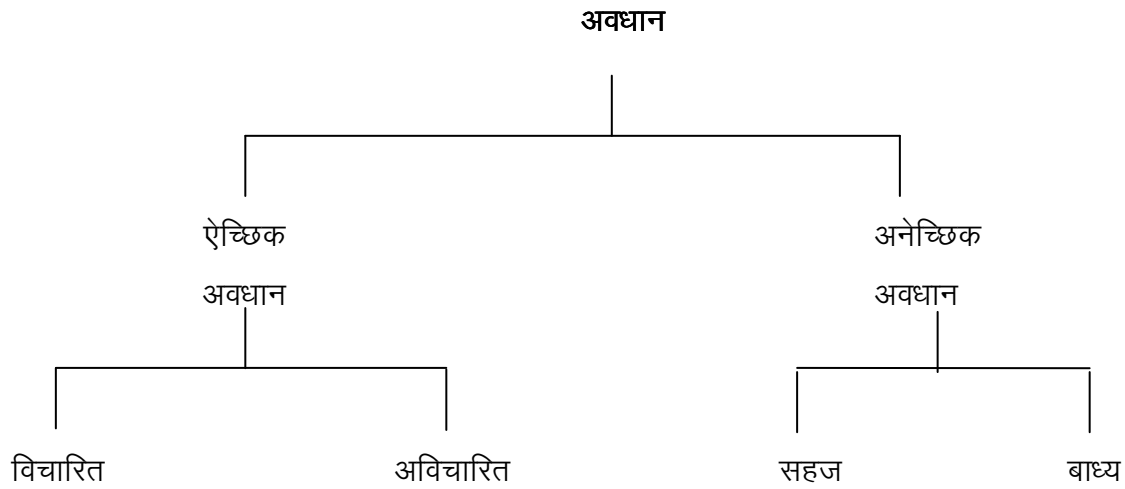 अवधान
ऐच्छिक अनेच्छिक
अवधान अवधान
विचारित अविचारित सहज बाध्य